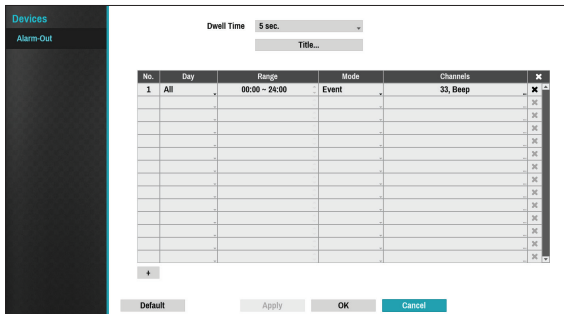 Devices
Alarm-Out
Dwell Time 5 sec.
Title...
No. Day Range Mode Channels ✖
1 All 00:00 ~ 24:00 Event 33, Beep ✖
+
Default Apply OK Cancel